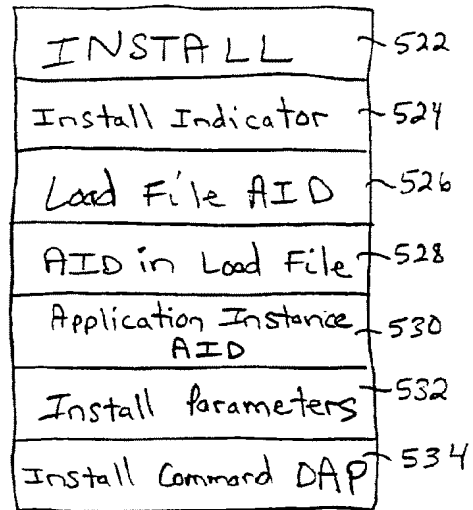 INSTALL 522
Install Indicator 524
Load File AID 526
AID in Load File 528
Application Instance
AID 530
Install Parameters 532
Install Command DAP 534